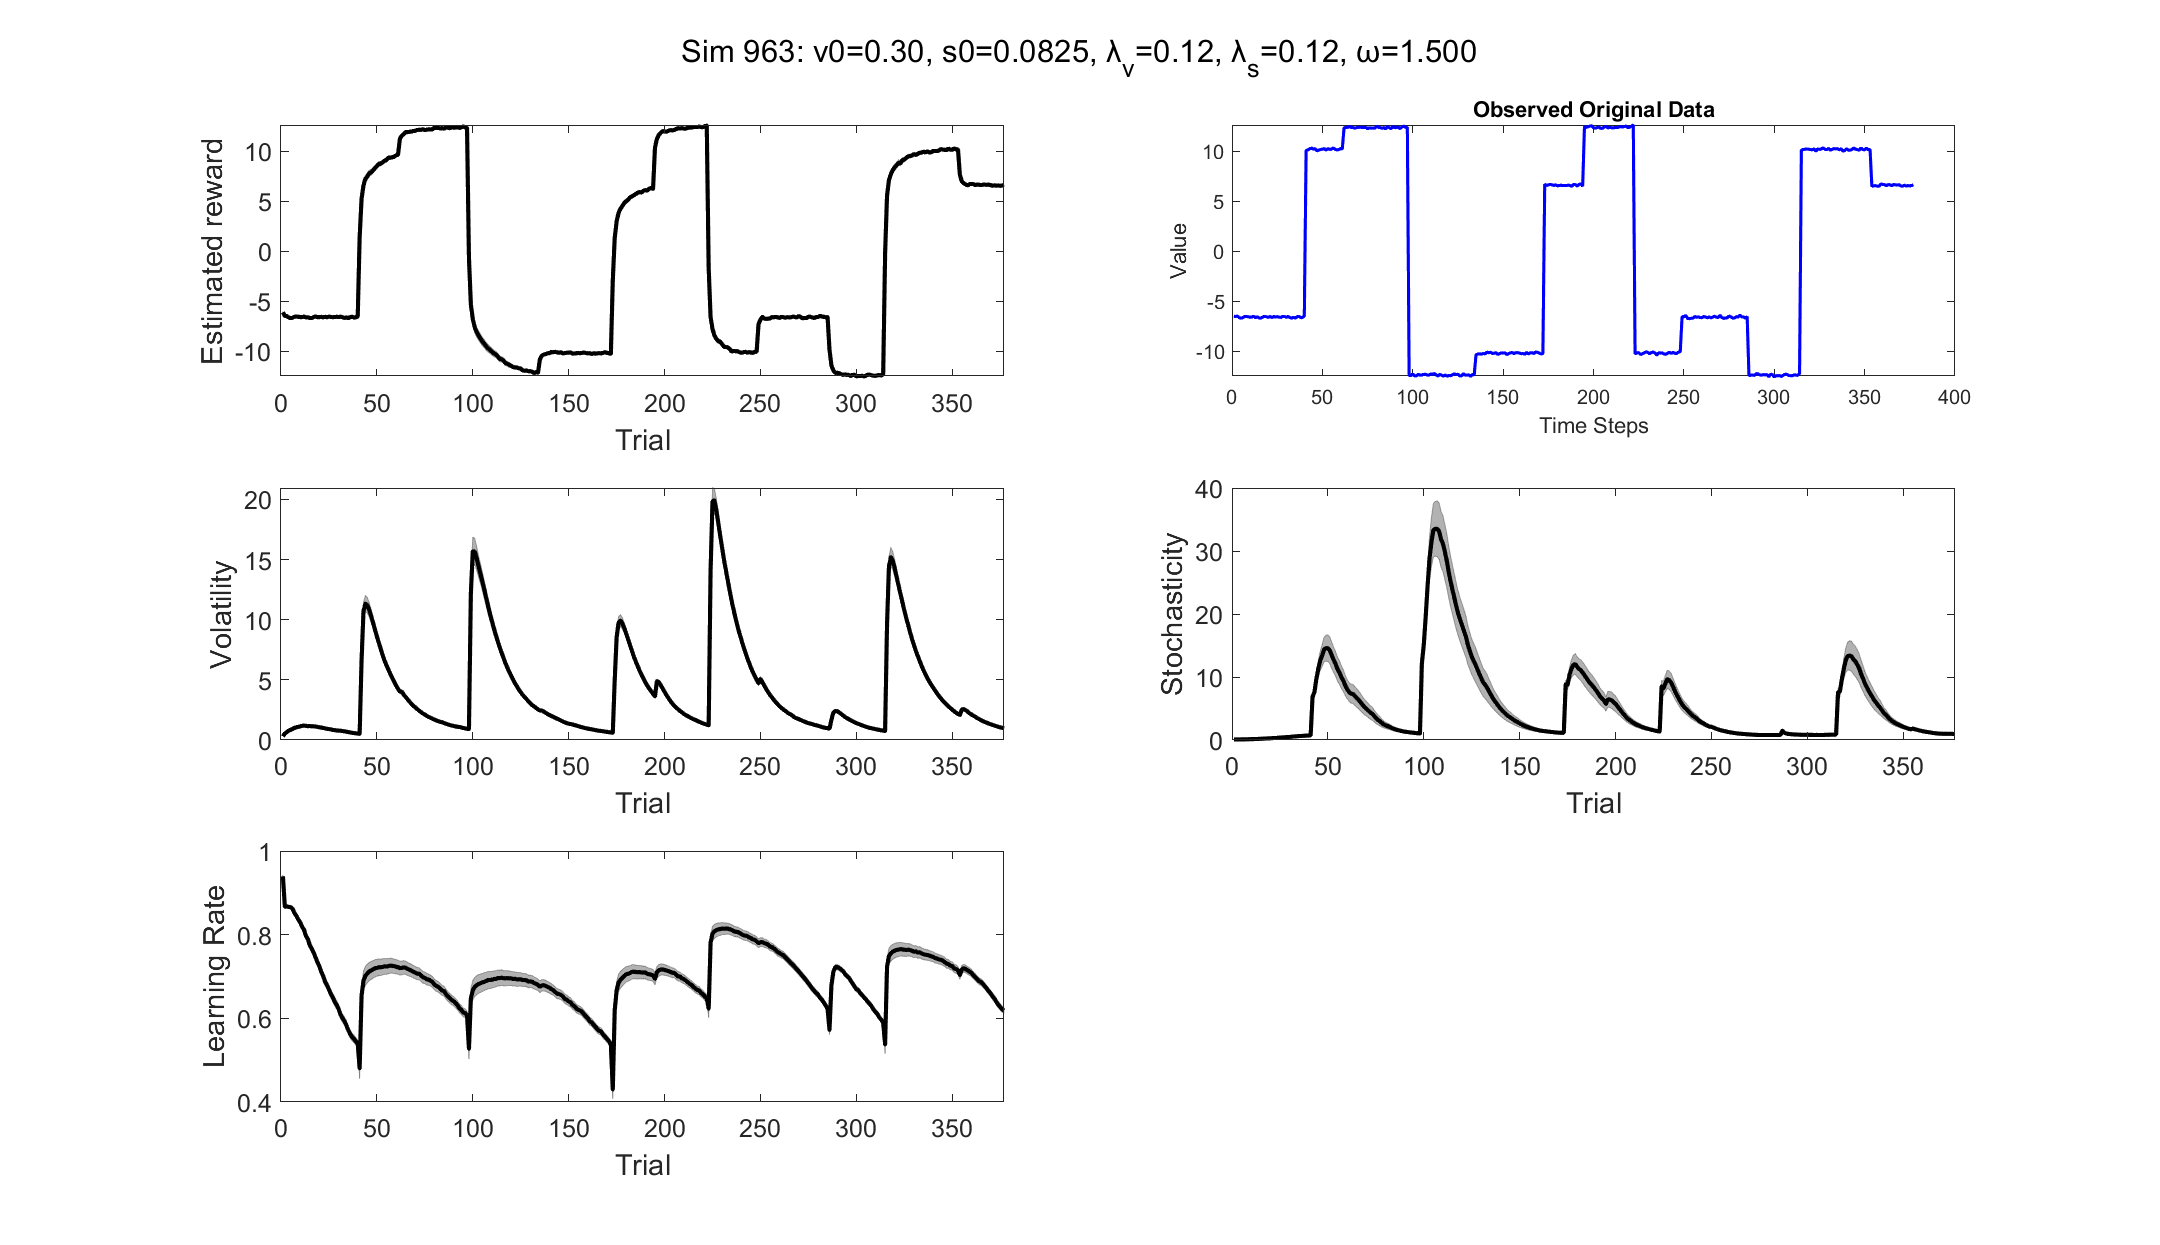 Sim 963: v0=0.30, s0=0.0825, λv=0.12, λs=0.12, ω=1.500
Estimated reward
10
5
0
-5
-10
0 50 100 150 200 250 300 350
Trial
Observed Original Data
Value
10
5
0
-5
-10
0 50 100 150 200 250 300 350 400
Time Steps
Volatility
20
15
10
5
0
0 50 100 150 200 250 300 350
Trial
Stochasticity
40
30
20
10
0
0 50 100 150 200 250 300 350
Trial
Learning Rate
1
0.8
0.6
0.4
0 50 100 150 200 250 300 350
Trial